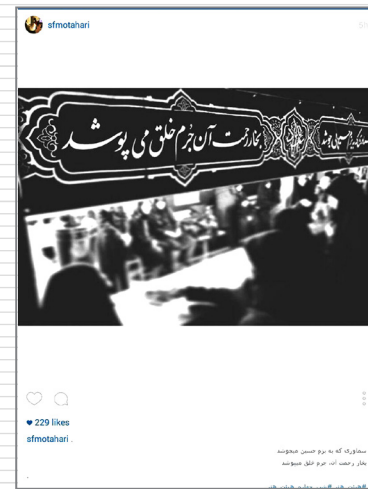 sfmotahari
بخار رحمت آن جرم خلق می پوشد
229 likes
sfmotahari .
سماوری که به بزم حسین میجوشد
بخار رحمت آن، جرم خلق میپوشد
.